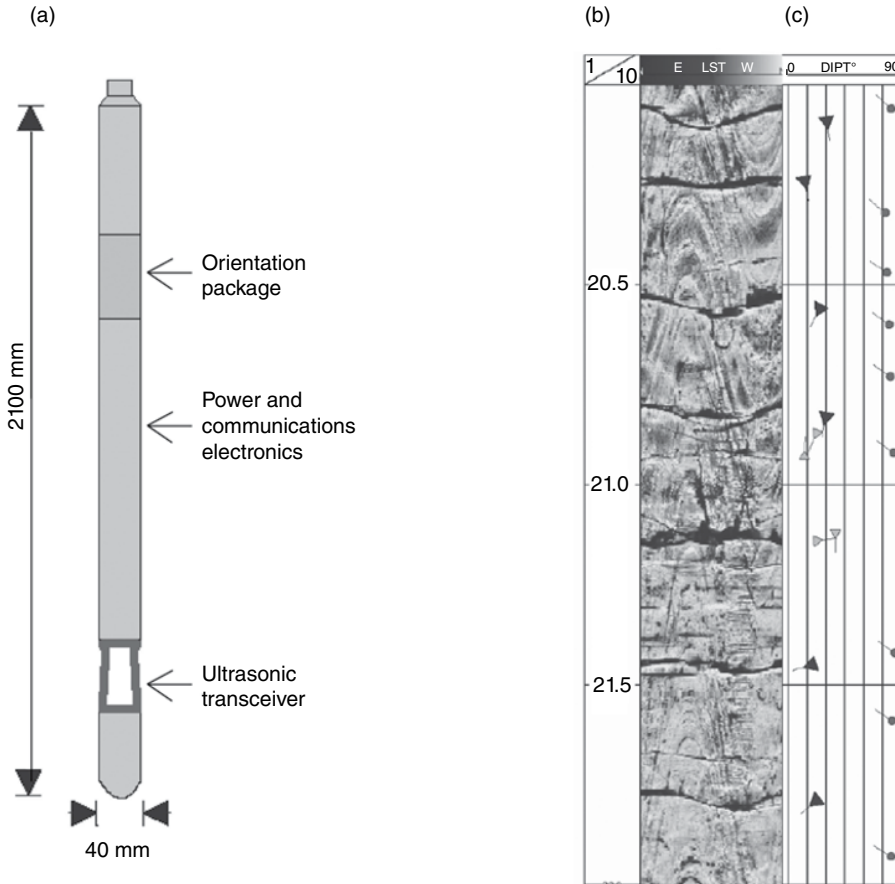 (a)
(b)
(c)
1
10
E LST W
0 DIPT° 90
Orientation
package
20.5
2100 mm
Power and
communications
electronics
21.0
Ultrasonic
transceiver
21.5
40 mm